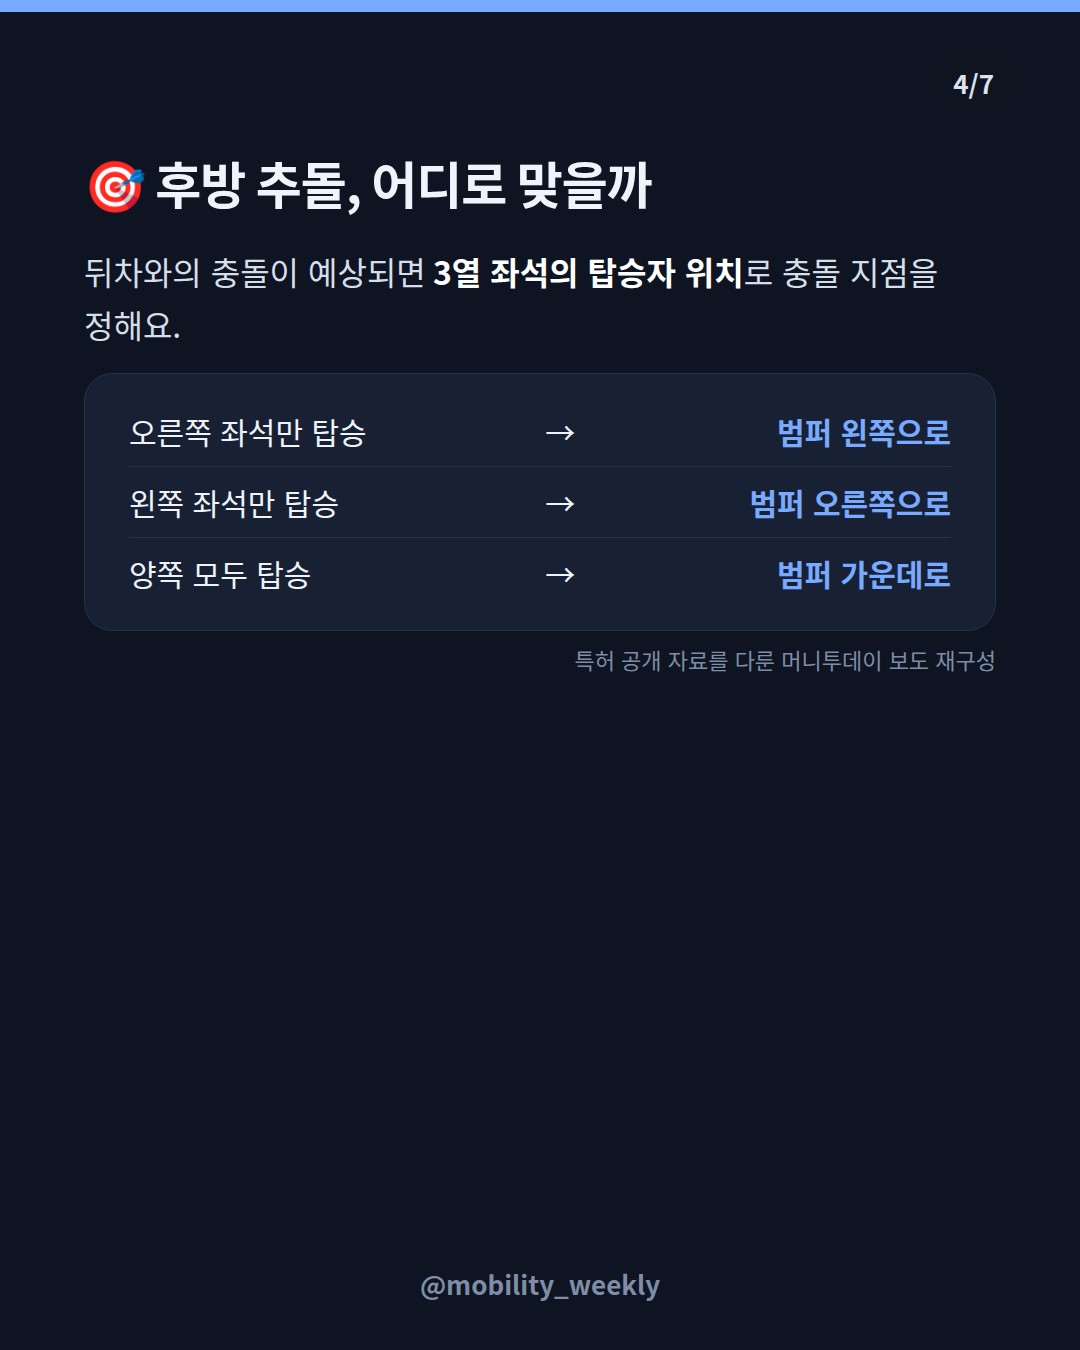 4/7
🎯 후방 추돌, 어디로 맞을까
뒤차와의 충돌이 예상되면 3열 좌석의 탑승자 위치로 충돌 지점을
정해요.
오른쪽 좌석만 탑승 → 범퍼 왼쪽으로
왼쪽 좌석만 탑승 → 범퍼 오른쪽으로
양쪽 모두 탑승 → 범퍼 가운데로
특허 공개 자료를 다룬 머니투데이 보도 재구성
@mobility_weekly